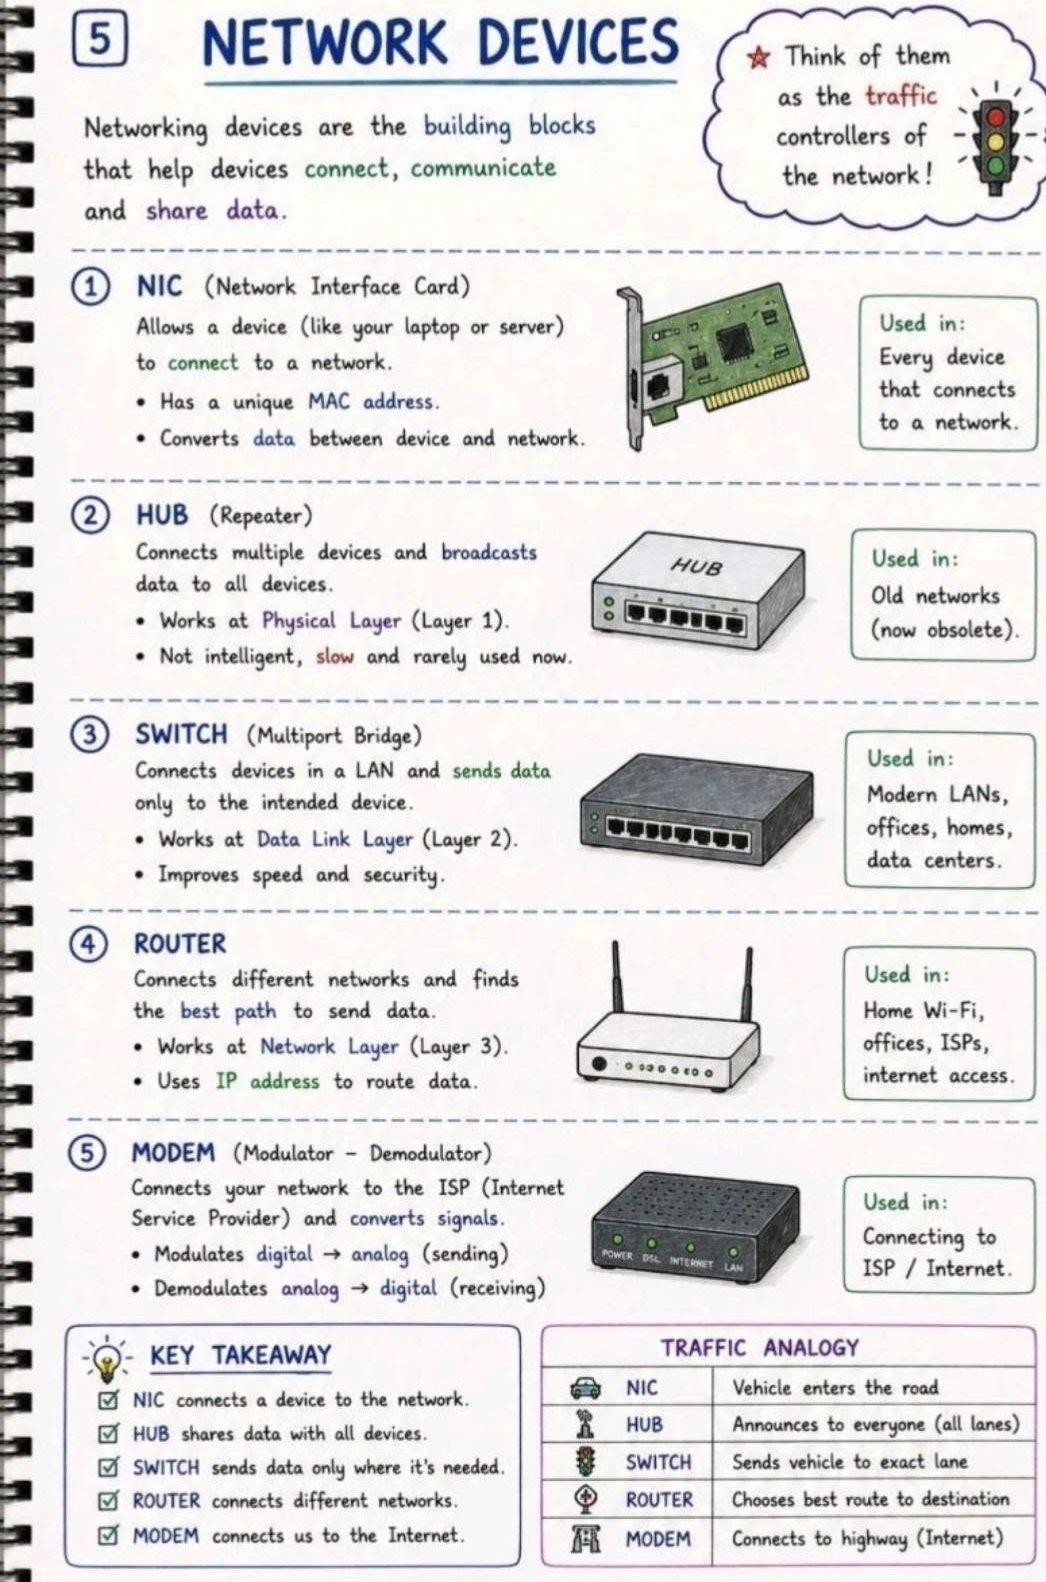 5
NETWORK DEVICES
Networking devices are the building blocks
that help devices connect, communicate
and share data.
Think of them
as the traffic
controllers of
the network!
1 NIC (Network Interface Card)
Allows a device (like your laptop or server)
to connect to a network.
• Has a unique MAC address.
• Converts data between device and network.
Used in:
Every device
that connects
to a network.
2 HUB (Repeater)
Connects multiple devices and broadcasts
data to all devices.
• Works at Physical Layer (Layer 1).
• Not intelligent, slow and rarely used now.
HUB
Used in:
Old networks
(now obsolete).
3 SWITCH (Multiport Bridge)
Connects devices in a LAN and sends data
only to the intended device.
• Works at Data Link Layer (Layer 2).
• Improves speed and security.
Used in:
Modern LANs,
offices, homes,
data centers.
4 ROUTER
Connects different networks and finds
the best path to send data.
• Works at Network Layer (Layer 3).
• Uses IP address to route data.
Used in:
Home Wi-Fi,
offices, ISPs,
internet access.
5 MODEM (Modulator - Demodulator)
Connects your network to the ISP (Internet
Service Provider) and converts signals.
• Modulates digital → analog (sending)
• Demodulates analog → digital (receiving)
POWER DSL INTERNET LAN
Used in:
Connecting to
ISP / Internet.
KEY TAKEAWAY
NIC connects a device to the network.
HUB shares data with all devices.
SWITCH sends data only where it's needed.
ROUTER connects different networks.
MODEM connects us to the Internet.
TRAFFIC ANALOGY
NIC Vehicle enters the road
HUB Announces to everyone (all lanes)
SWITCH Sends vehicle to exact lane
ROUTER Chooses best route to destination
MODEM Connects to highway (Internet)